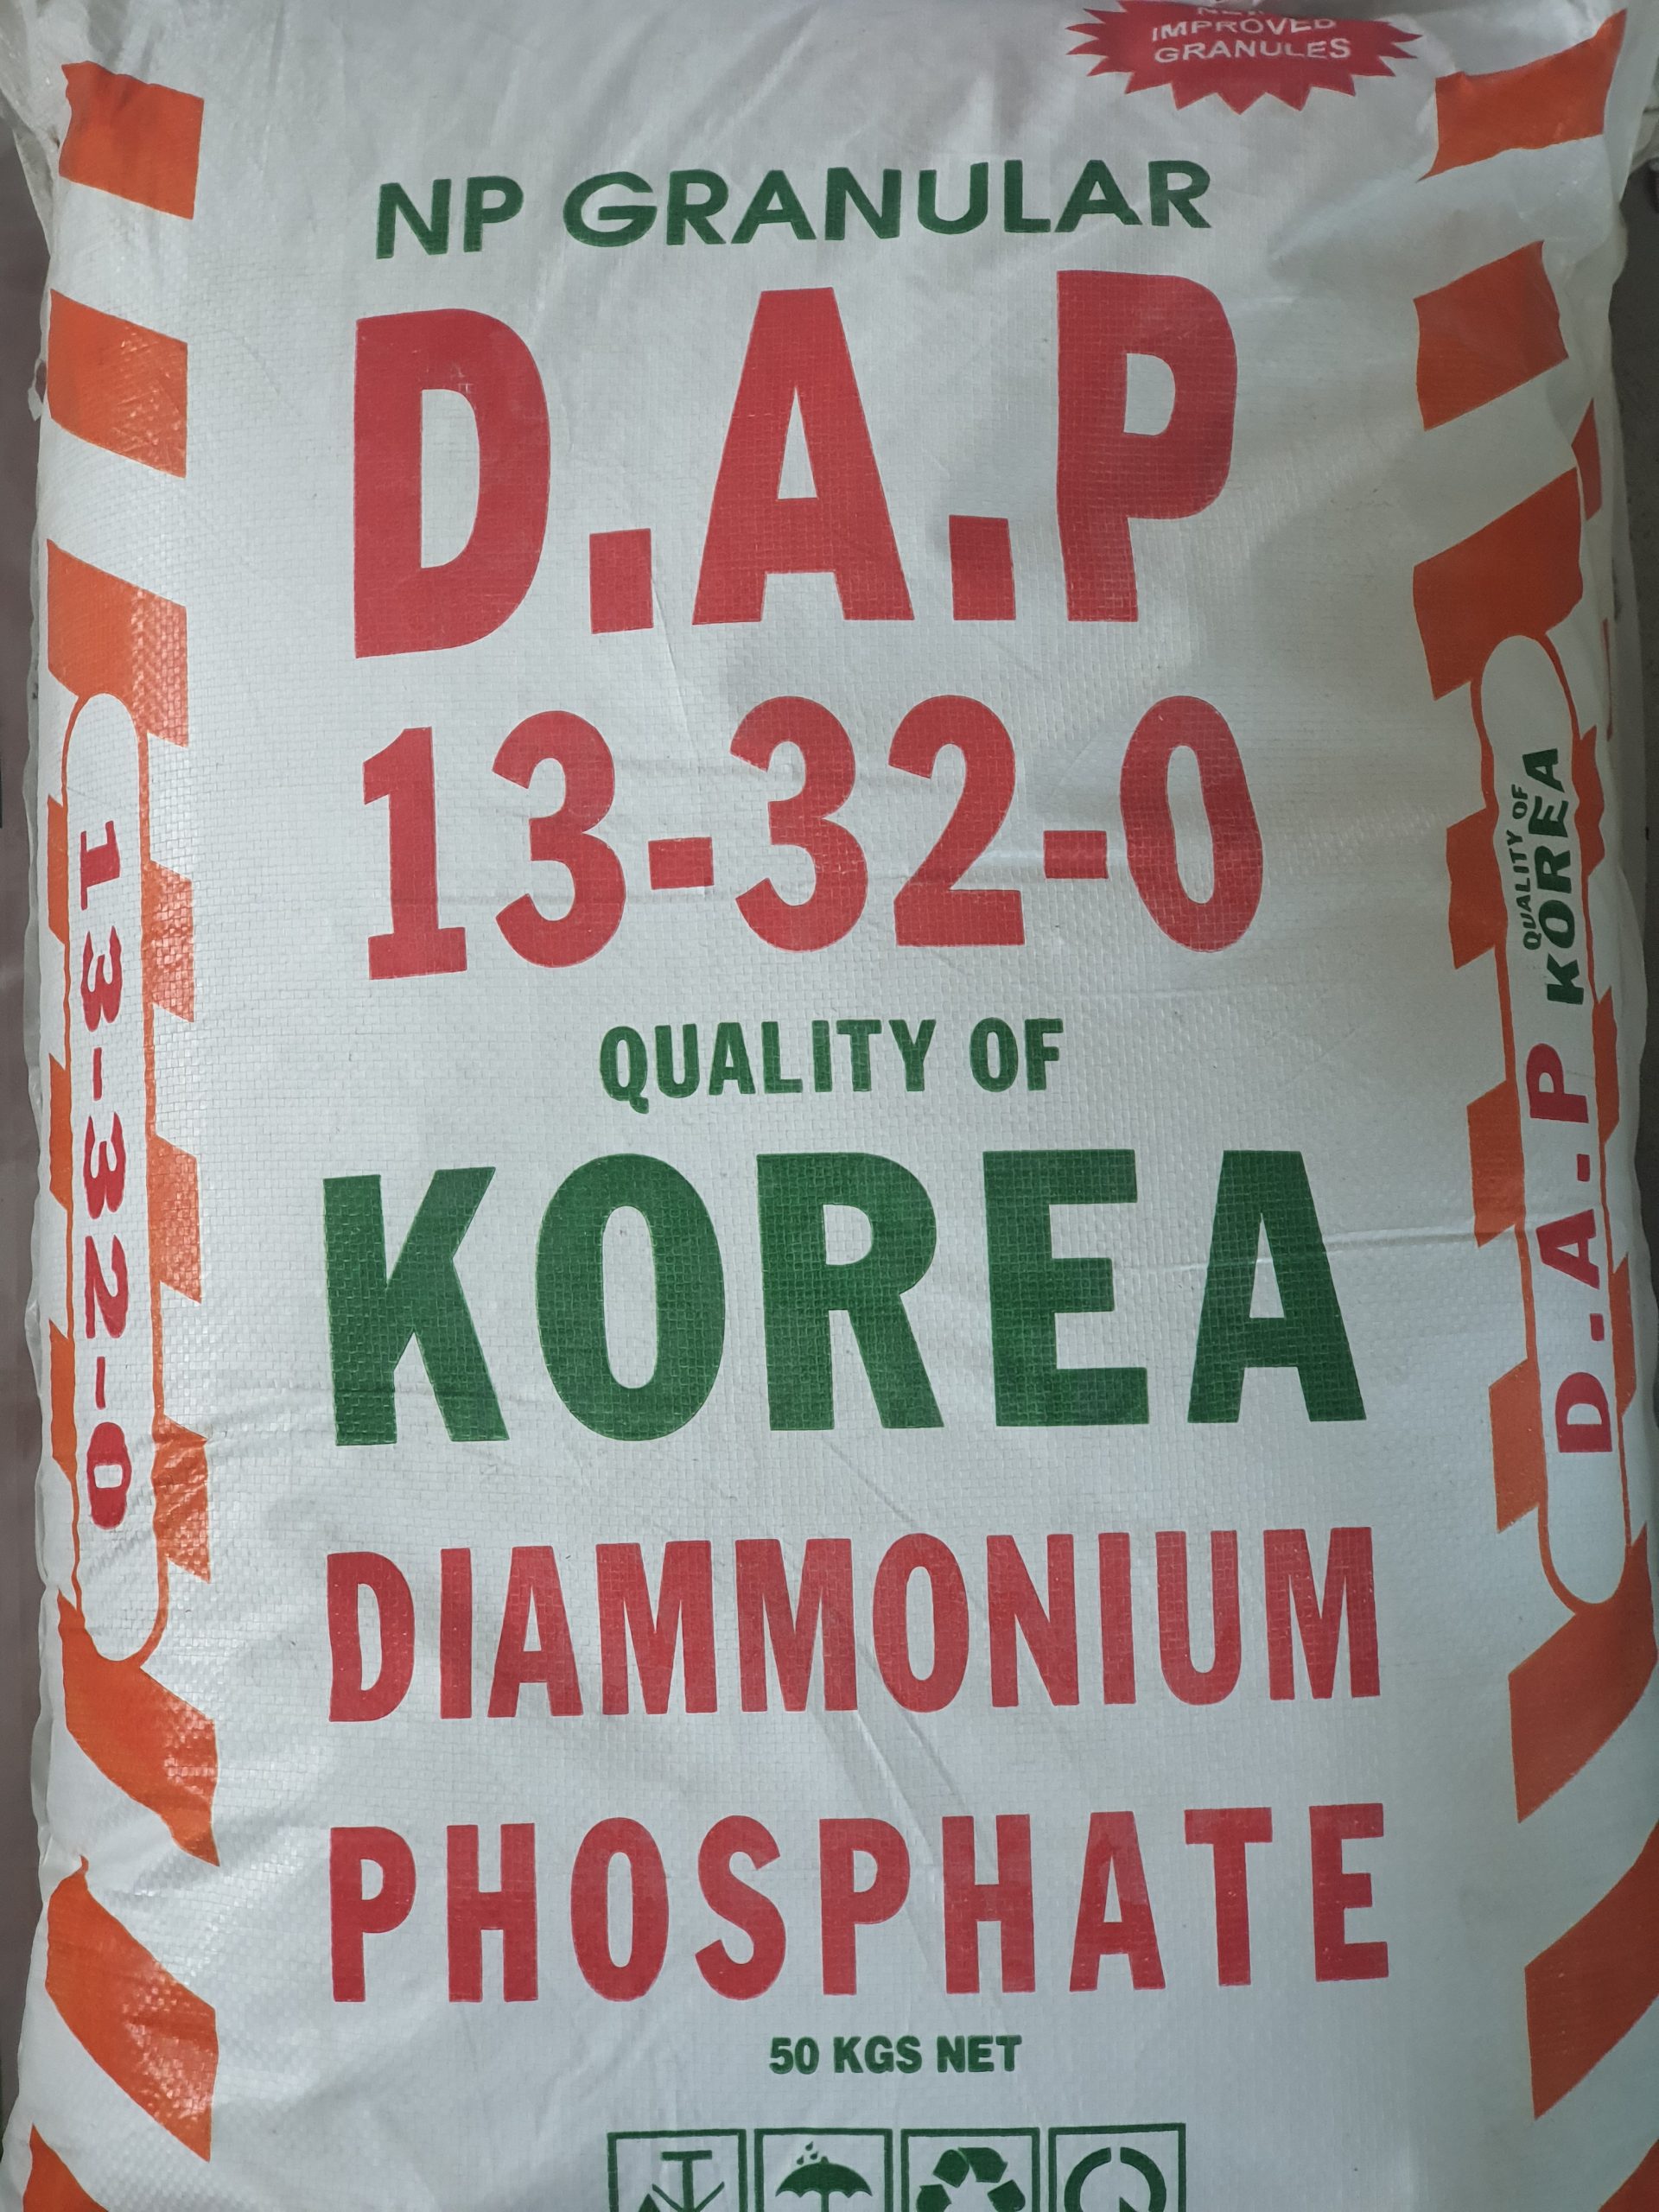 IMPROVED
GRANULES
NP GRANULAR
D.A.P
13-32-0
QUALITY OF
KOREA
DIAMMONIUM
PHOSPHATE
50 KGS NET
13-32-0
D.A.P
QUALITY OF
KOREA